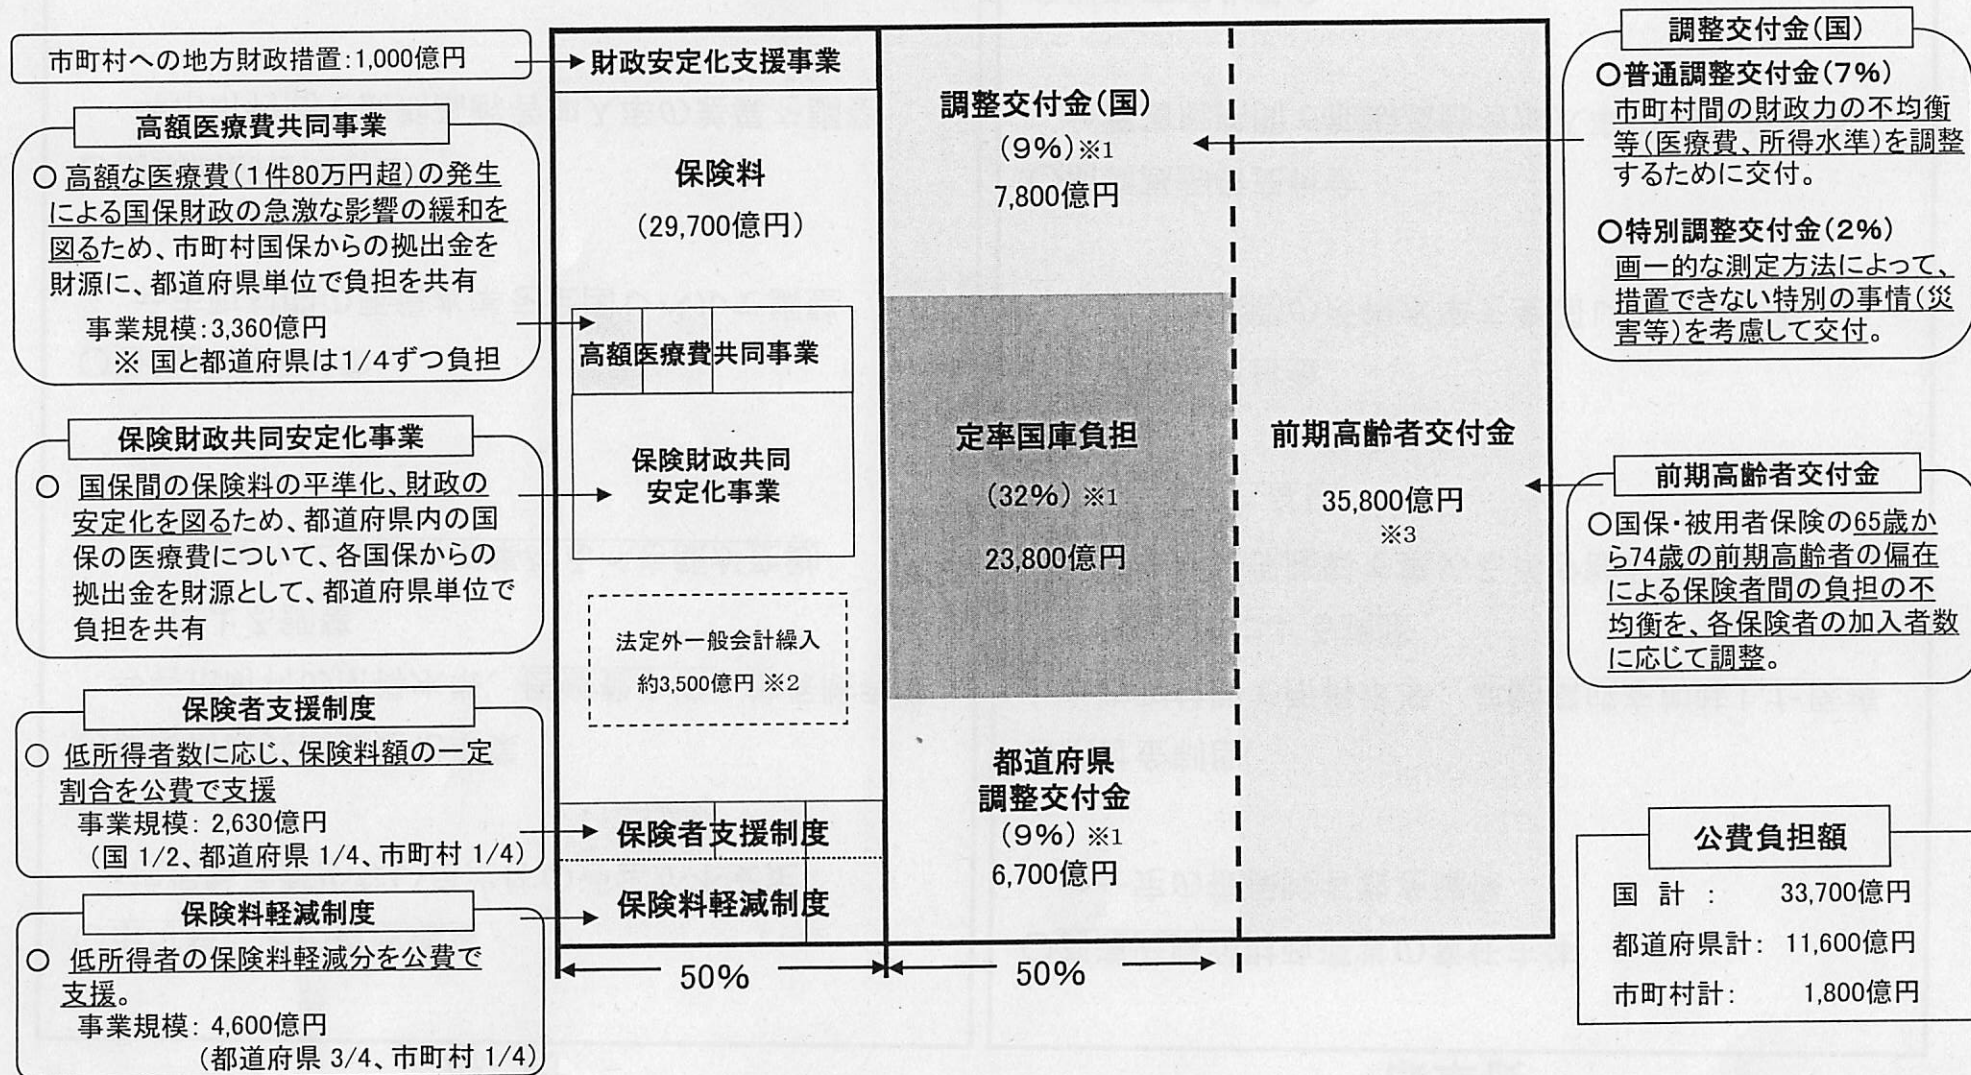 市町村への地方財政措置:1,000億円
高額医療費共同事業
○ 高額な医療費(1件80万円超)の発生
による国保財政の急激な影響の緩和を
図るため、市町村国保からの拠出金を
財源に、都道府県単位で負担を共有
事業規模:3,360億円
※ 国と都道府県は1/4ずつ負担
保険財政共同安定化事業
○ 国保間の保険料の平準化、財政の
安定化を図るため、都道府県内の国
保の医療費について、各国保からの
拠出金を財源として、都道府県単位で
負担を共有
保険者支援制度
○ 低所得者数に応じ、保険料額の一定
割合を公費で支援
事業規模: 2,630億円
(国 1/2、都道府県 1/4、市町村 1/4)
保険料軽減制度
○ 低所得者の保険料軽減分を公費で
支援。
事業規模: 4,600億円
(都道府県 3/4、市町村 1/4)
財政安定化支援事業
保険料
(29,700億円)
高額医療費共同事業
保険財政共同
安定化事業
法定外一般会計繰入
約3,500億円 ※2
保険者支援制度
保険料軽減制度
50%
調整交付金(国)
(9%)※1
7,800億円
定率国庫負担
(32%)※1
23,800億円
都道府県
調整交付金
(9%)※1
6,700億円
50%
前期高齢者交付金
35,800億円
※3
調整交付金(国)
○普通調整交付金(7%)
市町村間の財政力の不均衡
等(医療費、所得水準)を調整
するために交付。
○特別調整交付金(2%)
画一的な測定方法によって、
措置できない特別の事情(災
害等)を考慮して交付。
前期高齢者交付金
○国保・被用者保険の65歳か
ら74歳の前期高齢者の偏在
による保険者間の負担の不
均衡を、各保険者の加入者数
に応じて調整。
公費負担額
国 計 : 33,700億円
都道府県計: 11,600億円
市町村計: 1,800億円